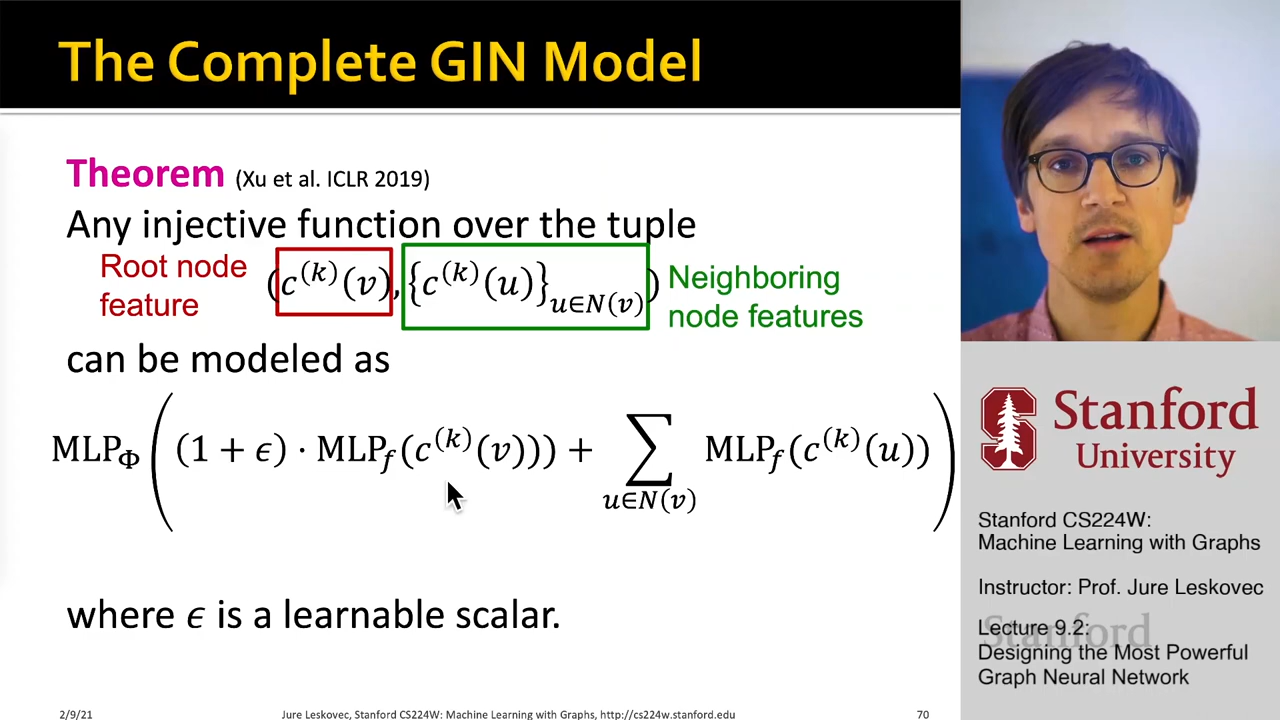 The Complete GIN Model
Theorem (Xu et al. ICLR 2019)
Any injective function over the tuple
Root node
feature
(c^(k)(v), {c^(k)(u)}_{u∈N(v)})
Neighboring
node features
can be modeled as
MLP_Φ ((1 + ϵ) · MLP_f(c^(k)(v))) + ∑_{u∈N(v)} MLP_f(c^(k)(u)))
where ϵ is a learnable scalar.
2/9/21
Jure Leskovec, Stanford CS224W: Machine Learning with Graphs, http://cs224w.stanford.edu
70
Stanford
University
Stanford CS224W:
Machine Learning with Graphs
Instructor: Prof. Jure Leskovec
Stanford
Lecture 9.2:
Designing the Most Powerful
Graph Neural Network